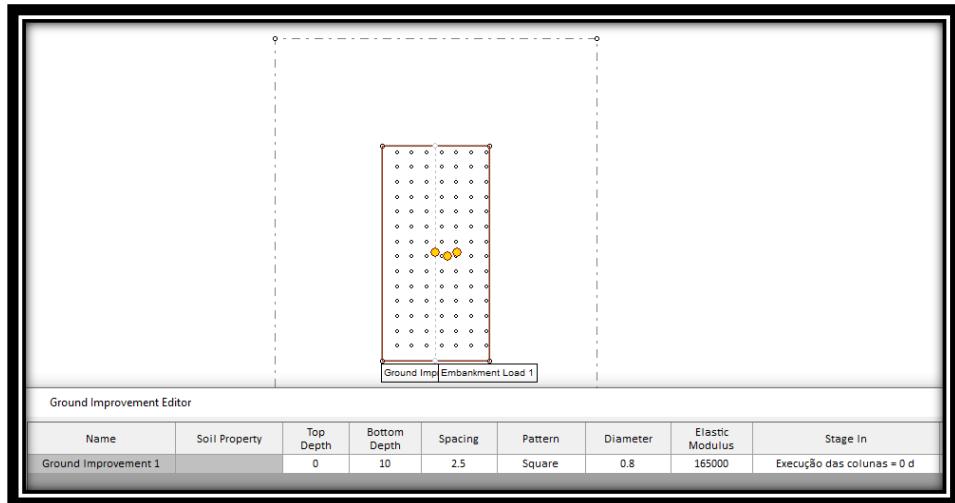 Ground Imp
Embankment Load 1
Ground Improvement Editor
Name Soil Property Top Depth Bottom Depth Spacing Pattern Diameter Elastic Modulus Stage In
Ground Improvement 1 0 10 2.5 Square 0.8 165000 Execução das colunas = 0 d